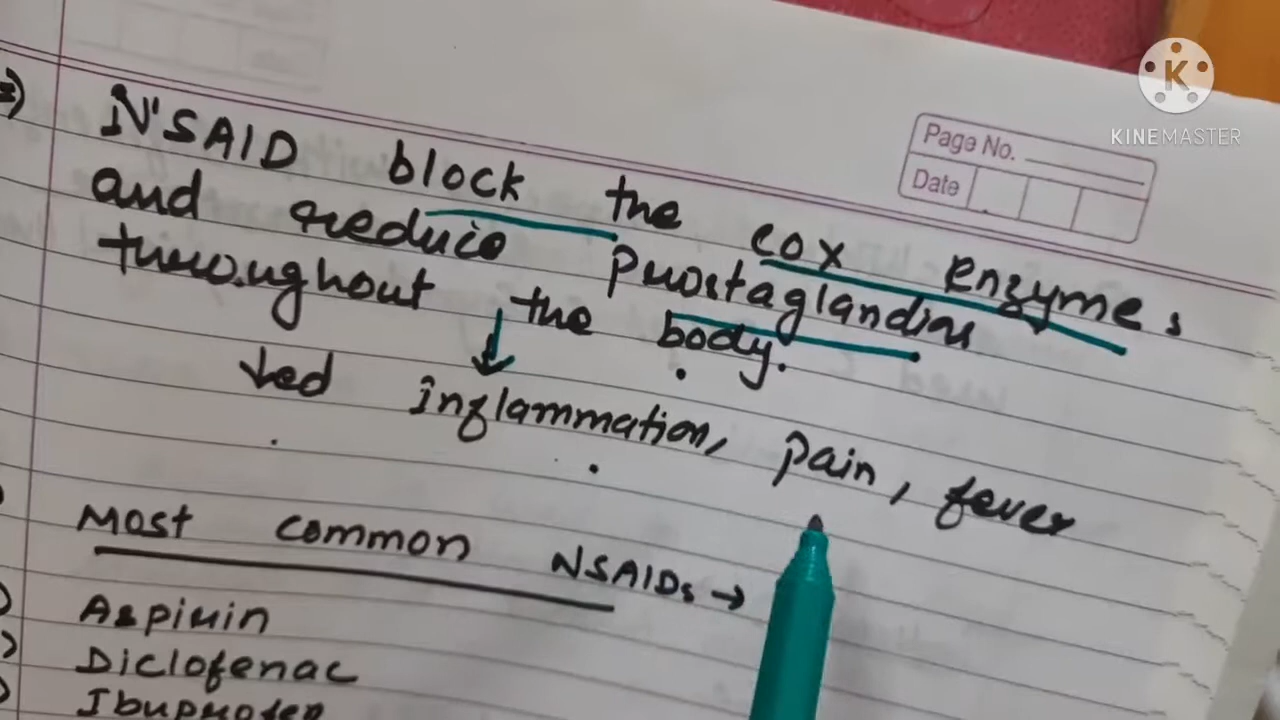 K
KINEMASTER
Page No.
Date
NSAID block the cox Enzymes
and reduce Prostaglandins
throughout the body.
↓ed inflammation, pain, fever
Most common NSAIDs →
Aspirin
Diclofenac
Ibuprofen